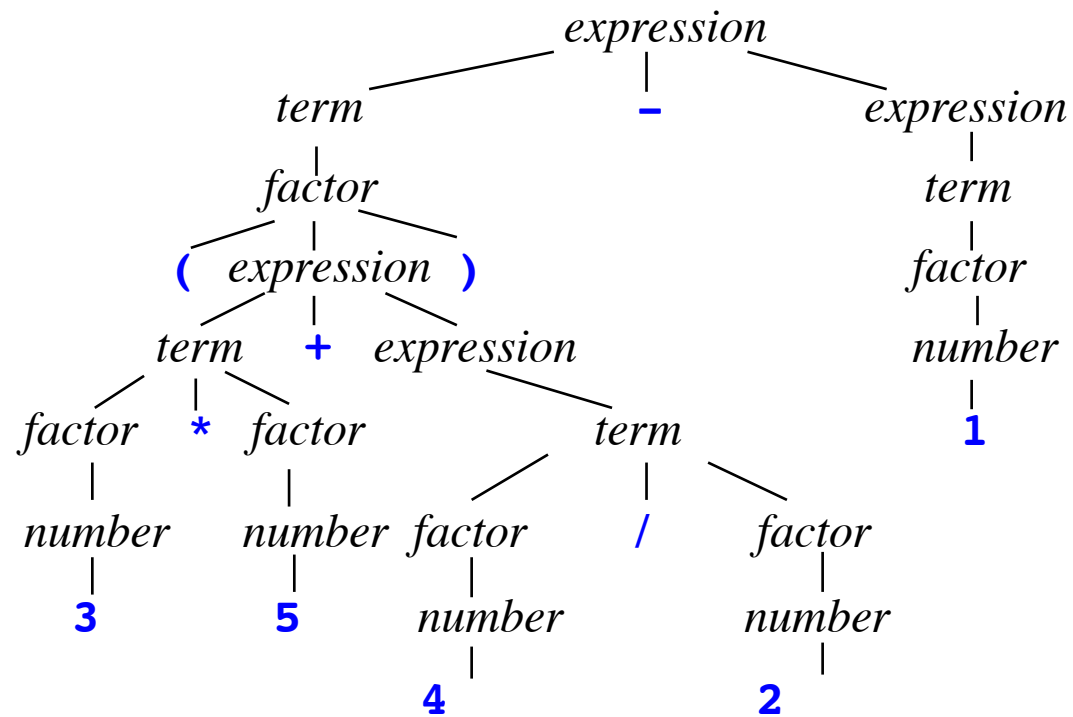 expression
term - expression
factor term
( expression ) factor
term + expression number
factor * factor term 1
number number factor / factor
3 5 number number
4 2